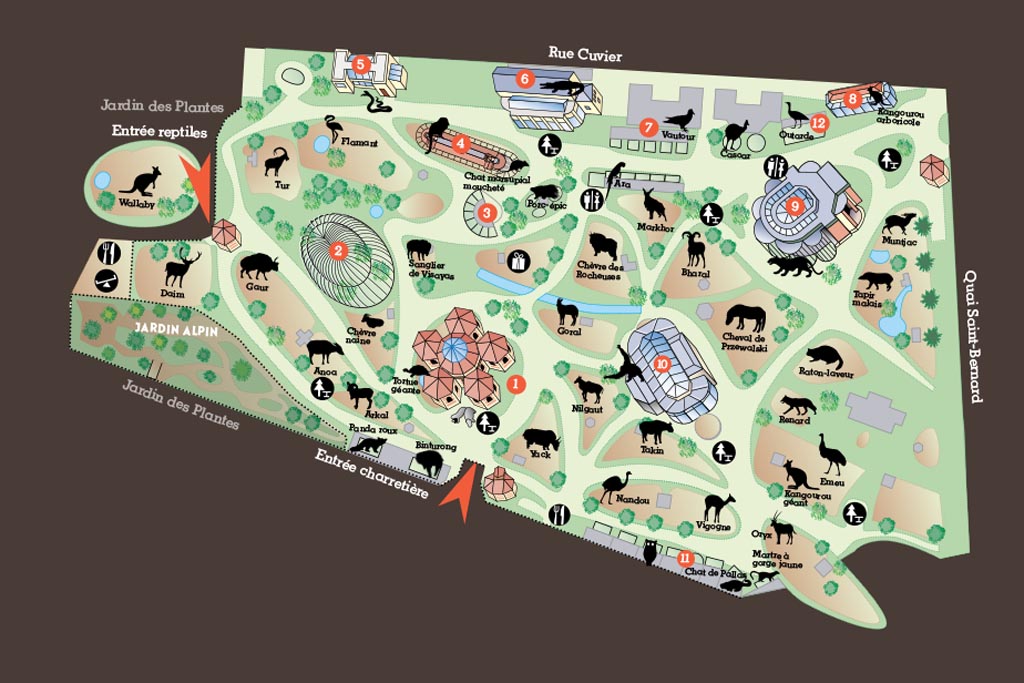 Rue Cuvier
Jardin des Plantes
Entrée reptiles
5
6
7
8
12
Kangourou
arboricole
Vautour
Casoar
Outarde
Flamant
Tur
4
Chat marsupial
moucheté
Porc-épic
3
Ara
Markhor
9
Wallaby
2
Sanglier
de Visayas
Chèvre des
Rocheuses
Bharal
Muntjac
Tapir
malais
Daim
Gaur
Goral
Cheval de
Przewalski
Quai Saint-Bernard
JARDIN ALPIN
Chèvre
naine
Anoa
Tortue
géante
1
10
Raton-laveur
Jardin des Plantes
Arkal
Nilgaut
Renard
Panda roux
Binturong
Yack
Takin
Emeu
Kangourou
géant
Entrée charretière
Nandou
Vigogne
Oryx
11
Martre à
gorge jaune
Chat de Pallas